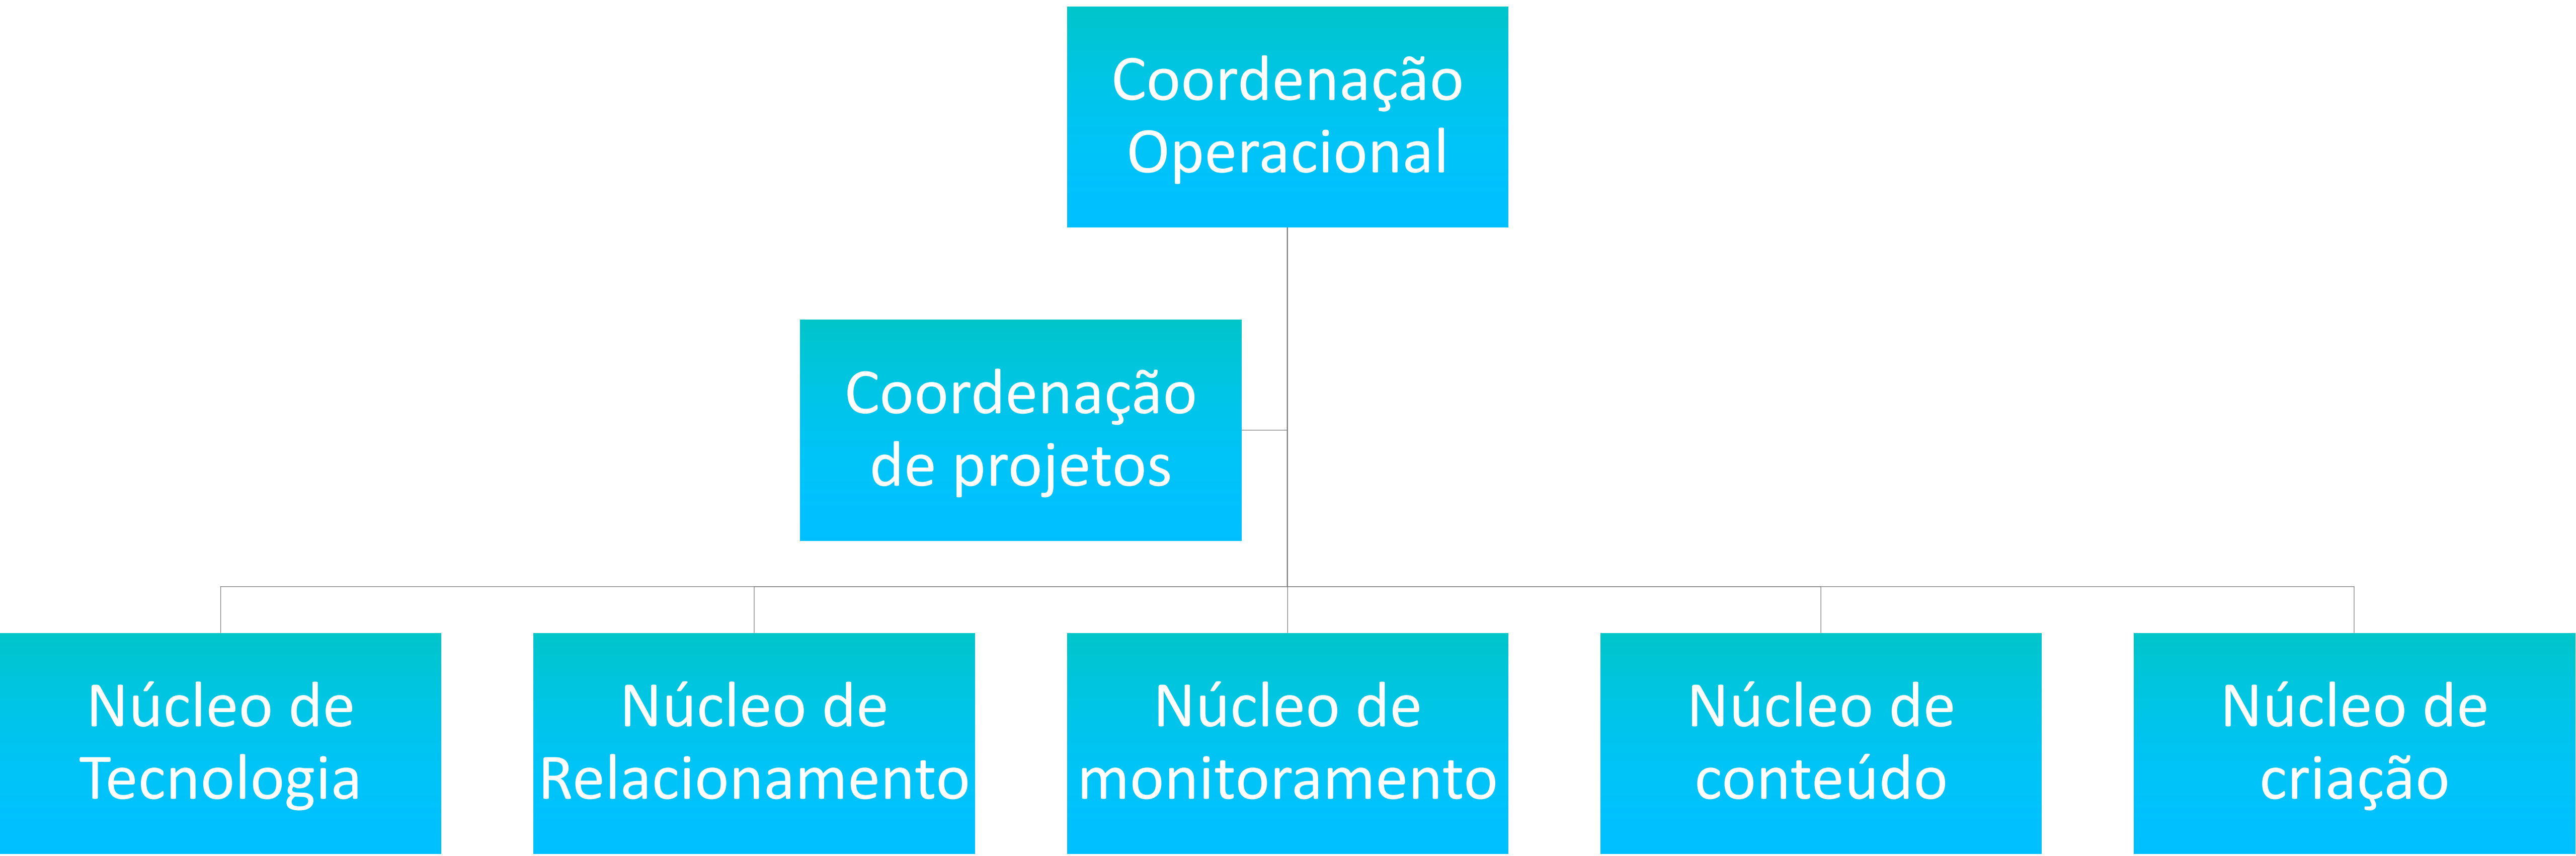 Coordenação
Operacional
Coordenação
de projetos
Núcleo de
Tecnologia
Núcleo de
Relacionamento
Núcleo de
monitoramento
Núcleo de
conteúdo
Núcleo de
criação